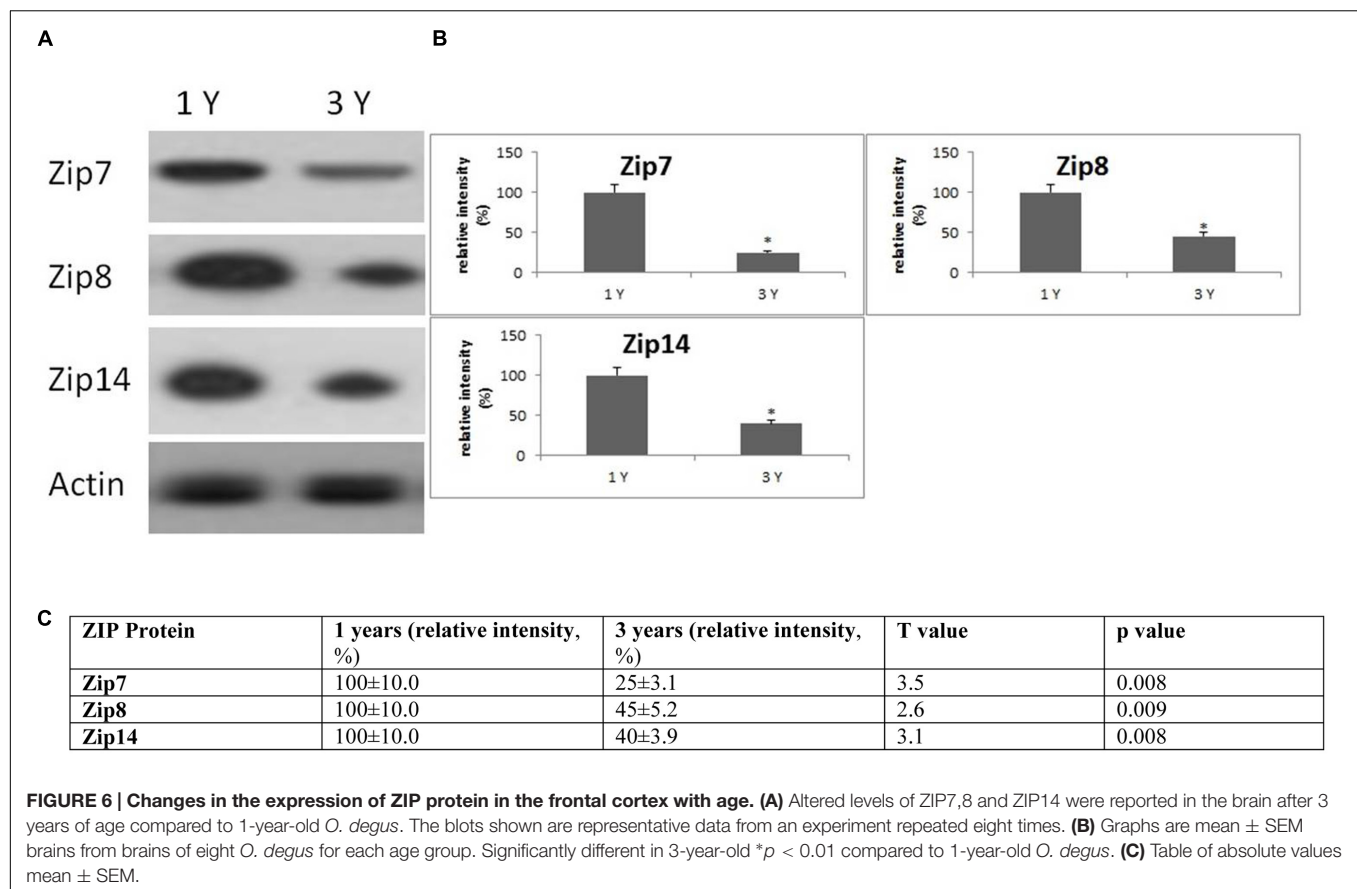 A
1 Y 3 Y
Zip7
Zip8
Zip14
Actin
B
Zip7
relative intensity
(%)
150
100
50
0
*
1 Y 3 Y
Zip8
relative intensity
(%)
150
100
50
0
*
1 Y 3 Y
Zip14
relative intensity
(%)
150
100
50
0
*
1 Y 3 Y
C
ZIP Protein 1 years (relative intensity, %) 3 years (relative intensity, %) T value p value
Zip7 100±10.0 25±3.1 3.5 0.008
Zip8 100±10.0 45±5.2 2.6 0.009
Zip14 100±10.0 40±3.9 3.1 0.008
FIGURE 6 | Changes in the expression of ZIP protein in the frontal cortex with age. (A) Altered levels of ZIP7,8 and ZIP14 were reported in the brain after 3
years of age compared to 1-year-old O. degus. The blots shown are representative data from an experiment repeated eight times. (B) Graphs are mean ± SEM
brains from brains of eight O. degus for each age group. Significantly different in 3-year-old *p < 0.01 compared to 1-year-old O. degus. (C) Table of absolute values
mean ± SEM.